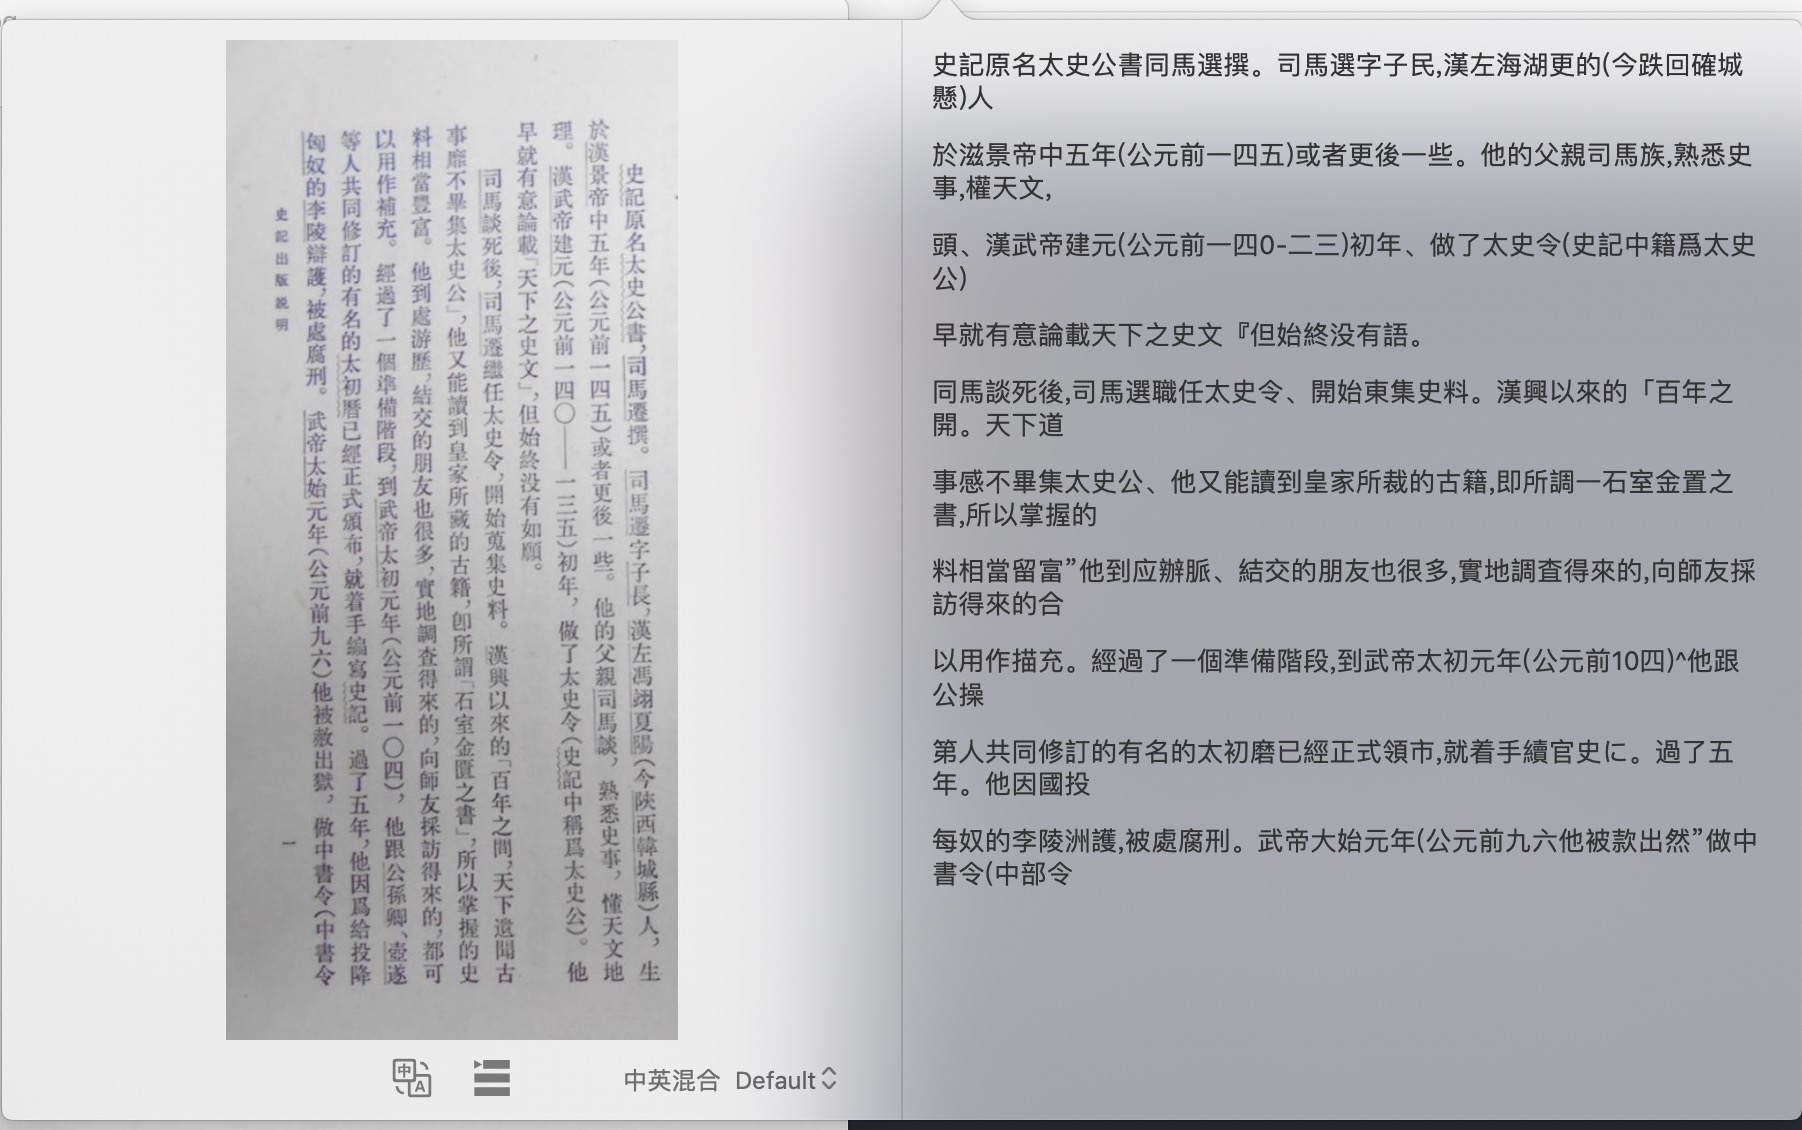 史記原名太史公書，司馬遷撰。司馬遷字子長，漢左馮翊夏陽（今陝西韓城縣）人，生
於漢景帝中五年（公元前一四五）或者更後一些。他的父親司馬談，熟悉史事，懂天文地
理。漢武帝建元（公元前一四〇——一三五）初年，做了太史令（史記中稱爲太史公）。他
早就有意論載「天下之史文」，但始終没有如願。
司馬談死後，司馬遷繼任太史令，開始蒐集史料。漢興以來的「百年之間，天下遺聞古
事靡不畢集太史公」，他又能讀到皇家所藏的古籍，卽所謂「石室金匱之書」，所以掌握的史
料相當豐富。他到處游歷，結交的朋友也很多，實地調查得來的，向師友採訪得來的，都可
以用作補充。經過了一個準備階段，到武帝太初元年（公元前一〇四），他跟公孫卿、壺遂
等人共同修訂的有名的太初曆已經正式頒布，就着手編寫史記。過了五年，他因爲給投降
匈奴的李陵辯護，被處腐刑。武帝太始元年（公元前九六）他被赦出獄，做中書令（中書令
史記出版説明
一
中英混合 Default
史記原名太史公書同馬選撰。司馬選字子民,漢左海湖更的(今跌回確城
懸)人
於滋景帝中五年(公元前一四五)或者更後一些。他的父親司馬族,熟悉史
事,權天文,
頭、漢武帝建元(公元前一四0-二三)初年、做了太史令(史記中籍爲太史
公)
早就有意論載天下之史文『但始終没有語。
同馬談死後,司馬選職任太史令、開始東集史料。漢興以來的「百年之
開。天下道
事感不畢集太史公、他又能讀到皇家所裁的古籍,即所調一石室金置之
書,所以掌握的
料相當留富”他到应辦脈、結交的朋友也很多,實地調査得來的,向師友採
訪得來的合
以用作描充。經過了一個準備階段,到武帝太初元年(公元前10四)^他跟
公操
第人共同修訂的有名的太初磨已經正式領市,就着手續官史に。過了五
年。他因國投
每奴的李陵洲護,被處腐刑。武帝大始元年(公元前九六他被款出然”做中
書令(中部令